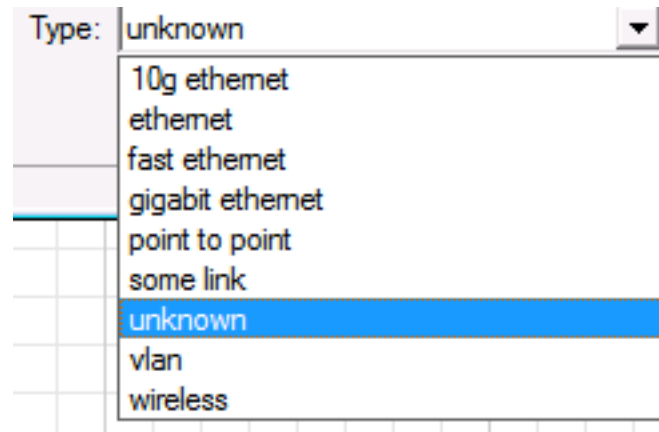 Type: unknown
10g ethernet
ethernet
fast ethernet
gigabit ethernet
point to point
some link
unknown
vlan
wireless